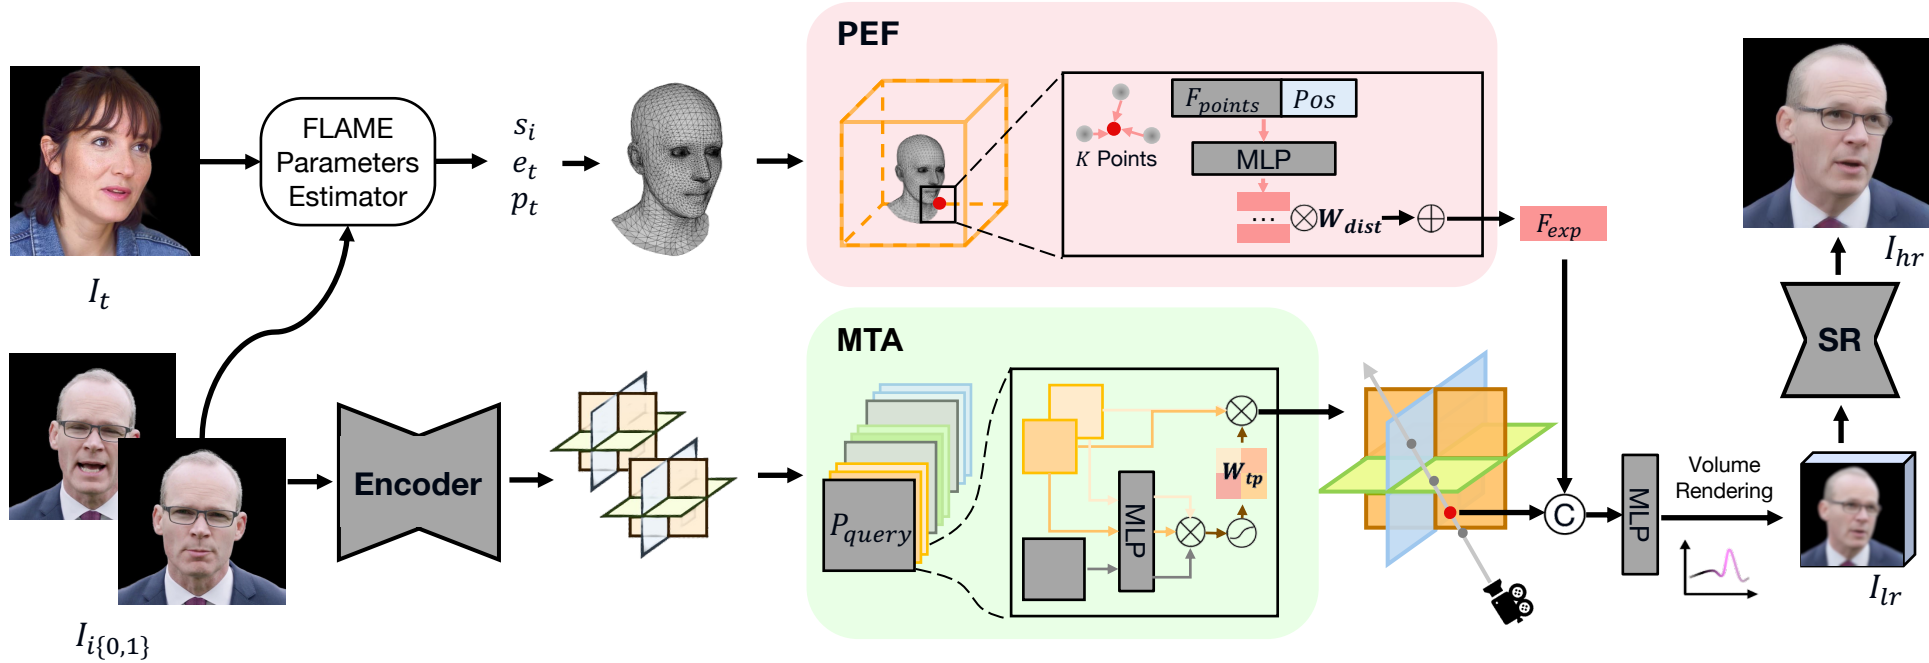 I_t
FLAME
Parameters
Estimator
s_i
e_t
p_t
PEF
K Points
F_points Pos
MLP
...
W_dist
F_exp
I_hr
SR
I_i{0,1}
Encoder
MTA
P_query
MLP
W_tp
C
MLP
Volume
Rendering
I_lr